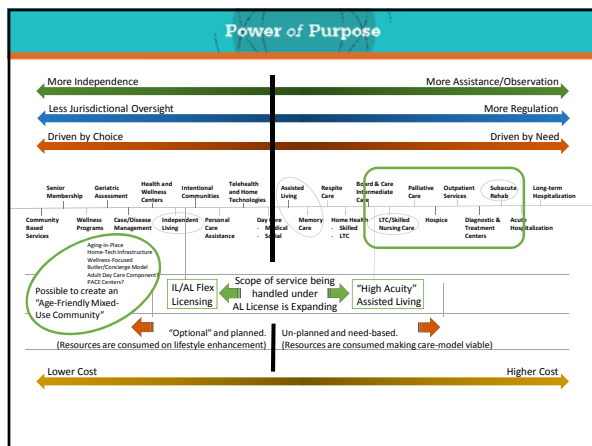 Power of Purpose
More Independence
More Assistance/Observation
Less Jurisdictional Oversight
More Regulation
Driven by Choice
Driven by Need
Senior
Membership
Geriatric
Assessment
Health and
Wellness
Centers
Intentional
Communities
Telehealth
and Home
Technologies
Assisted
Living
Respite
Care
Board & Care
Intermediate
Care
Palliative
Care
Outpatient
Services
Subacute
Rehab
Long-term
Hospitalization
Community
Based
Services
Wellness
Programs
Case/Disease
Management
Independent
Living
Personal
Care
Assistance
Day Care
- Medical
- Social
Memory
Care
Home Health
- Skilled
- LTC
LTC/Skilled
Nursing Care
Hospice
Diagnostic &
Treatment
Centers
Acute
Hospitalization
Aging-in-Place
Home-Tech Infrastructure
Wellness-Focused
Butler/Concierge Model
Adult Day Care Component?
PACE Centers?
Possible to create an
"Age-Friendly Mixed-
Use Community"
IL/AL Flex
Licensing
Scope of service being
handled under
AL License is Expanding
"High Acuity"
Assisted Living
"Optional" and planned.
(Resources are consumed on lifestyle enhancement)
Un-planned and need-based.
(Resources are consumed making care-model viable)
Lower Cost
Higher Cost